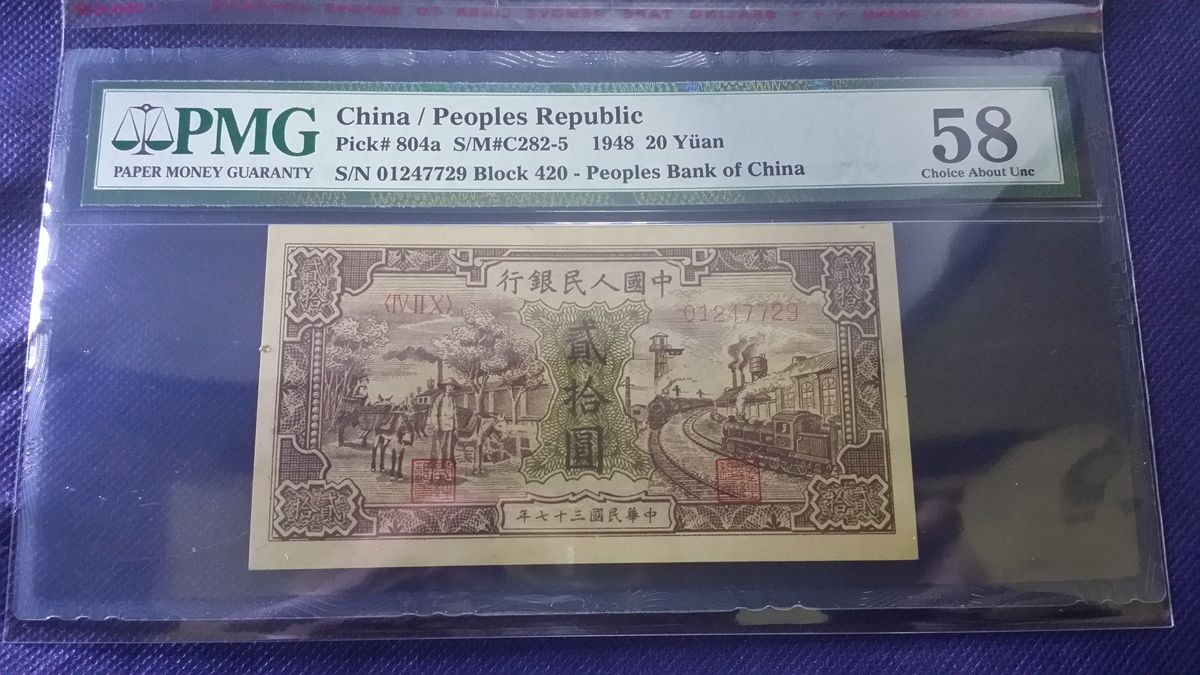 PMG
PAPER MONEY GUARANTY
China / Peoples Republic
Pick# 804a S/M#C282-5 1948 20 Yüan
S/N 01247729 Block 420 - Peoples Bank of China
58
Choice About Unc
行銀民人國中
貳拾
貳拾
〈IV II X〉
01247729
貳拾圓
拾貳
拾貳
年七十三國民華中